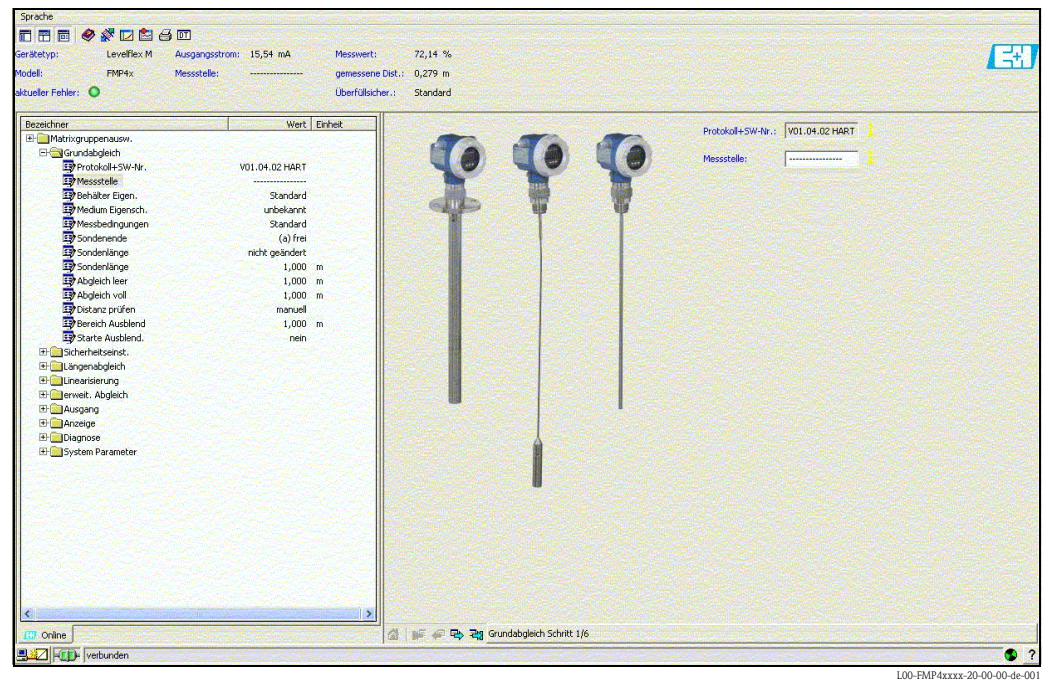 Sprache
DT
Gerätetyp: Levelflex M Ausgangsstrom: 15,54 mA Messwert: 72,14 %
Modell: FMP4x Messstelle: ---------------- gemessene Dist.: 0,279 m
aktueller Fehler: Überfüllsicher.: Standard
E+H
Bezeichner Wert Einheit
Matrixgruppenausw.
Grundabgleich
Protokoll+SW-Nr. V01.04.02 HART
Messstelle ----------------
Behälter Eigen. Standard
Medium Eigensch. unbekannt
Messbedingungen Standard
Sondenende (a) frei
Sondenlänge nicht geändert
Sondenlänge 1,000 m
Abgleich leer 1,000 m
Abgleich voll 1,000 m
Distanz prüfen manuell
Bereich Ausblend 1,000 m
Starte Ausblend. nein
Sicherheitseinst.
Längenabgleich
Linearisierung
erweit. Abgleich
Ausgang
Anzeige
Diagnose
System Parameter
Protokoll+SW-Nr.: V01.04.02 HART
Messstelle: ----------------
Online
Grundabgleich Schritt 1/6
verbunden
?
L00-FMP4xxxx-20-00-00-de-001